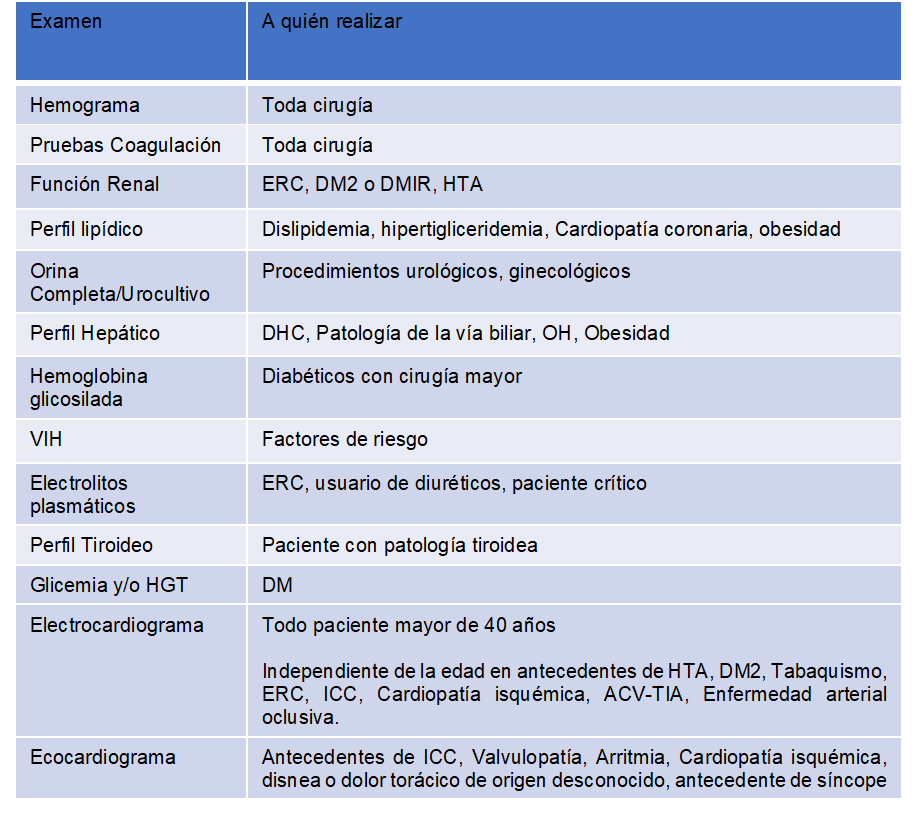 Examen
A quién realizar
Hemograma
Toda cirugía
Pruebas Coagulación
Toda cirugía
Función Renal
ERC, DM2 o DMIR, HTA
Perfil lipídico
Dislipidemia, hipertigliceridemia, Cardiopatía coronaria, obesidad
Orina
Completa/Urocultivo
Procedimientos urológicos, ginecológicos
Perfil Hepático
DHC, Patología de la vía biliar, OH, Obesidad
Hemoglobina
glicosilada
Diabéticos con cirugía mayor
VIH
Factores de riesgo
Electrolitos
plasmáticos
ERC, usuario de diuréticos, paciente crítico
Perfil Tiroideo
Paciente con patología tiroidea
Glicemia y/o HGT
DM
Electrocardiograma
Todo paciente mayor de 40 años
Independiente de la edad en antecedentes de HTA, DM2, Tabaquismo,
ERC, ICC, Cardiopatía isquémica, ACV-TIA, Enfermedad arterial
oclusiva.
Ecocardiograma
Antecedentes de ICC, Valvulopatía, Arritmia, Cardiopatía isquémica,
disnea o dolor torácico de origen desconocido, antecedente de síncope